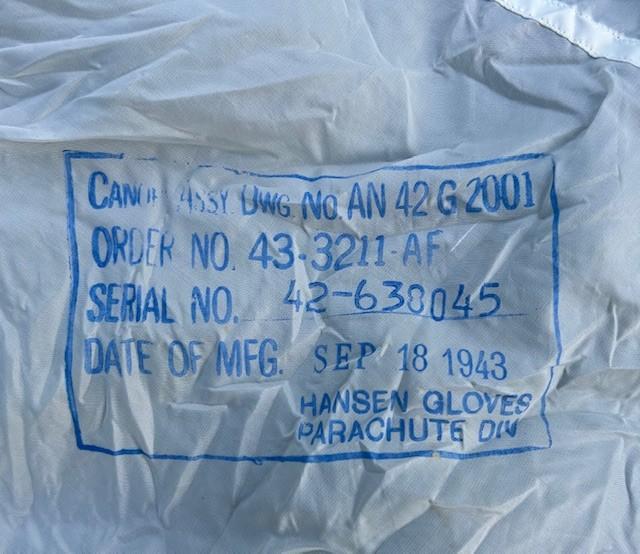 CANOPY ASSY. DWG. NO. AN 42 G 2001
ORDER NO. 43-3211-AF
SERIAL NO. 42-638045
DATE OF MFG. SEP 18 1943
HANSEN GLOVES
PARACHUTE DIV